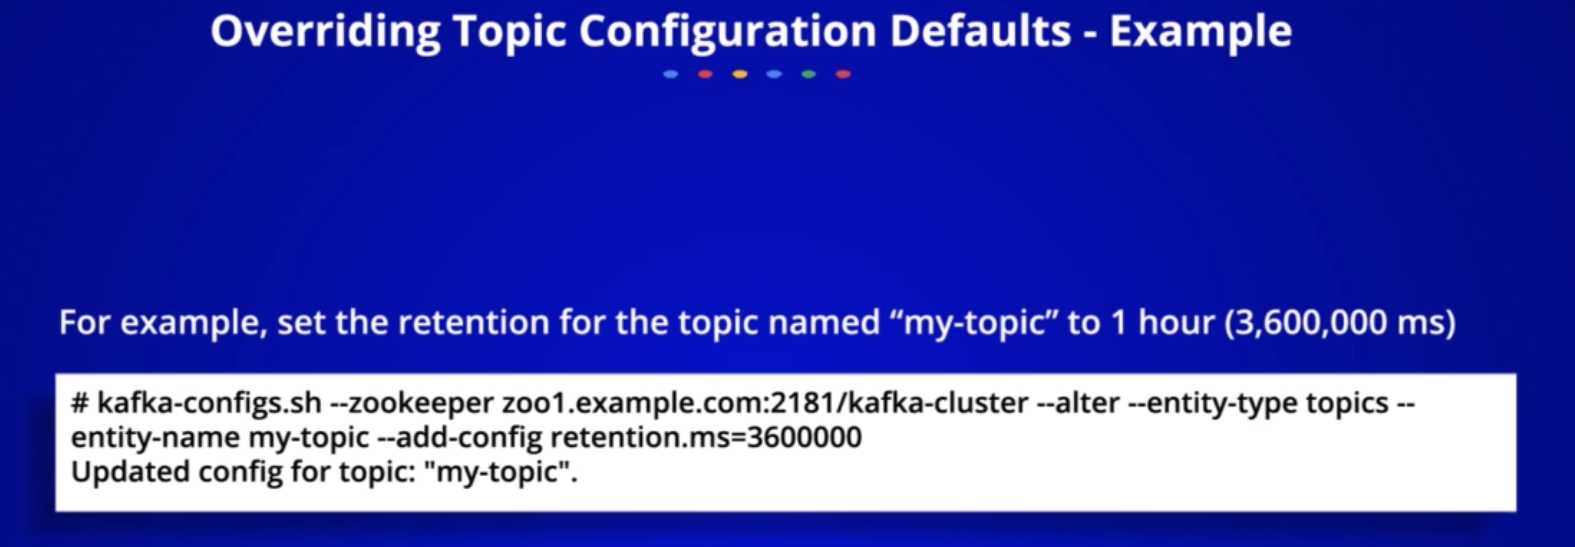 Overriding Topic Configuration Defaults - Example
For example, set the retention for the topic named “my-topic” to 1 hour (3,600,000 ms)
# kafka-configs.sh --zookeeper zoo1.example.com:2181/kafka-cluster --alter --entity-type topics --
entity-name my-topic --add-config retention.ms=3600000
Updated config for topic: "my-topic".